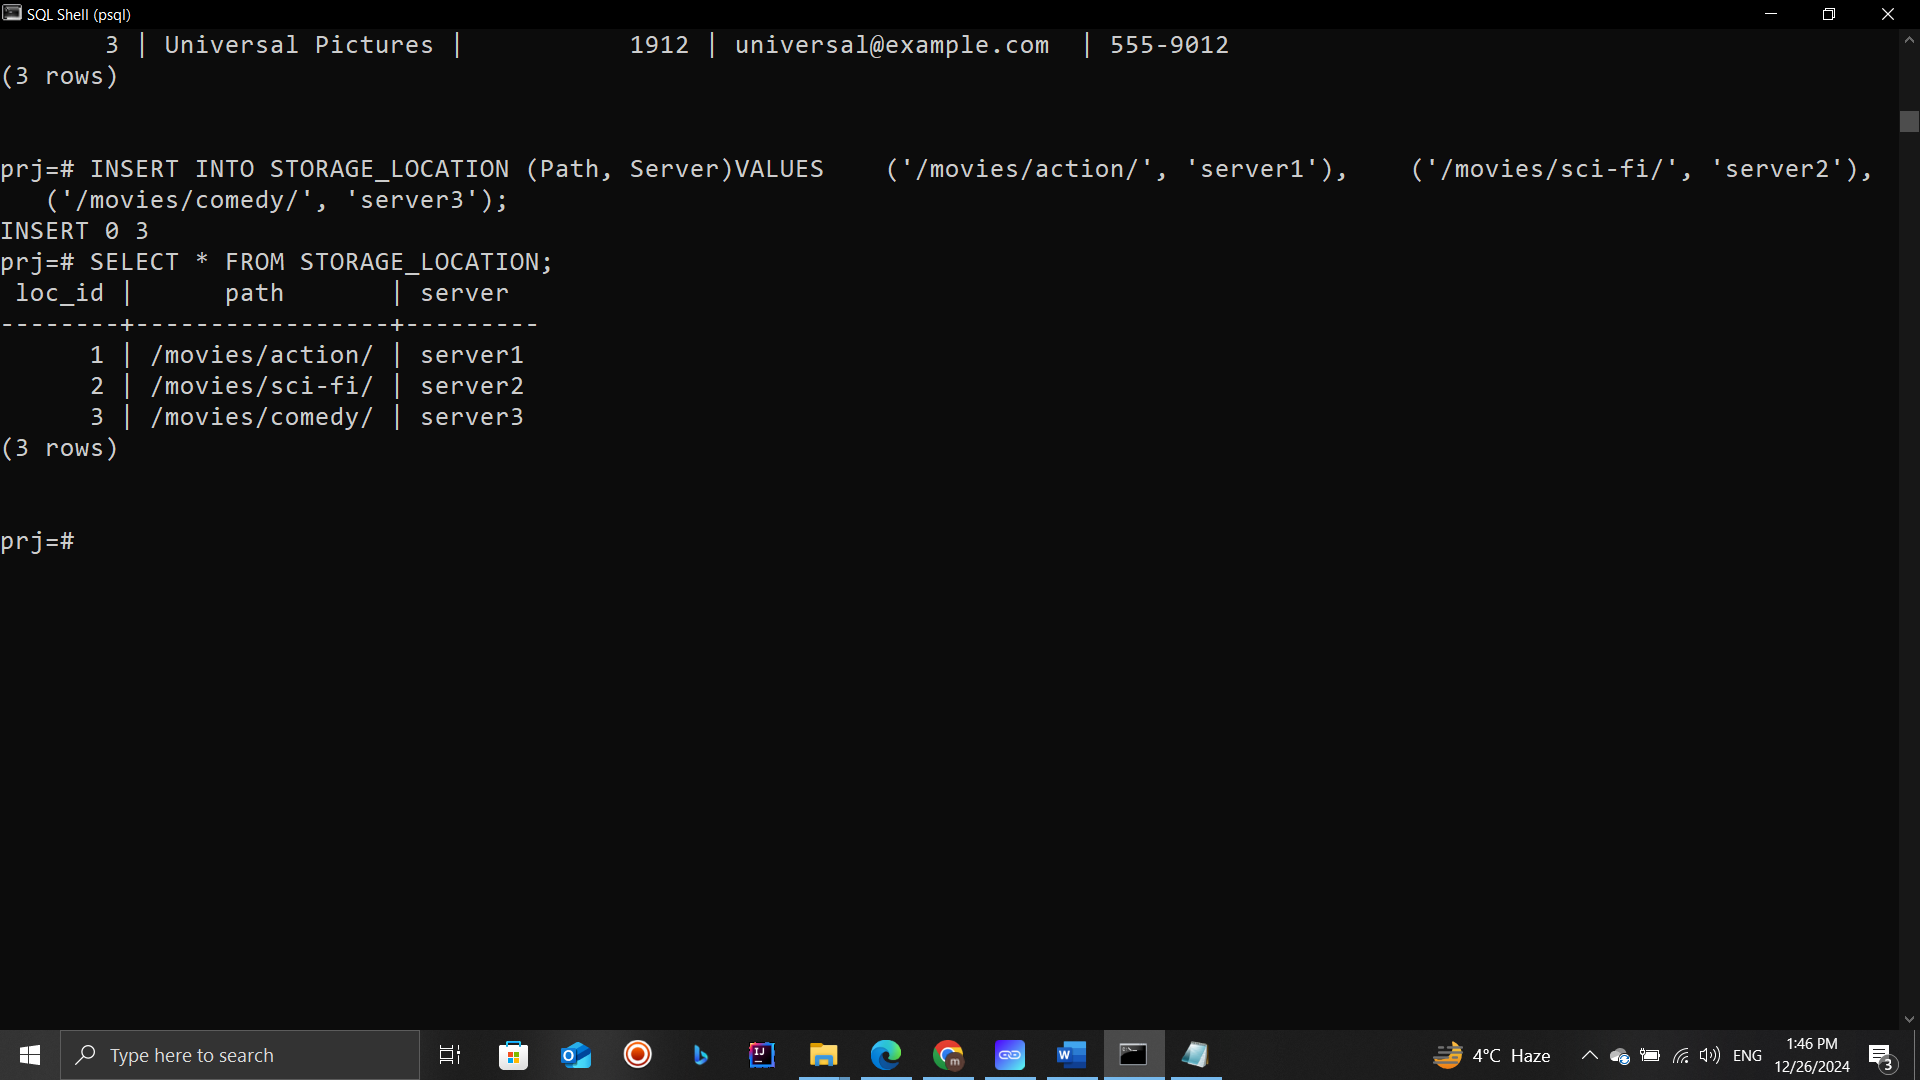 SQL Shell (psql)
3 | Universal Pictures |           1912 | universal@example.com  | 555-9012
(3 rows)
prj=# INSERT INTO STORAGE_LOCATION (Path, Server)VALUES    ('/movies/action/', 'server1'),    ('/movies/sci-fi/', 'server2'),
('/movies/comedy/', 'server3');
INSERT 0 3
prj=# SELECT * FROM STORAGE_LOCATION;
loc_id |      path       | server
--------+-----------------+---------
1 | /movies/action/ | server1
2 | /movies/sci-fi/ | server2
3 | /movies/comedy/ | server3
(3 rows)
prj=#
Type here to search
4°C Haze
ENG
1:46 PM
12/26/2024
3